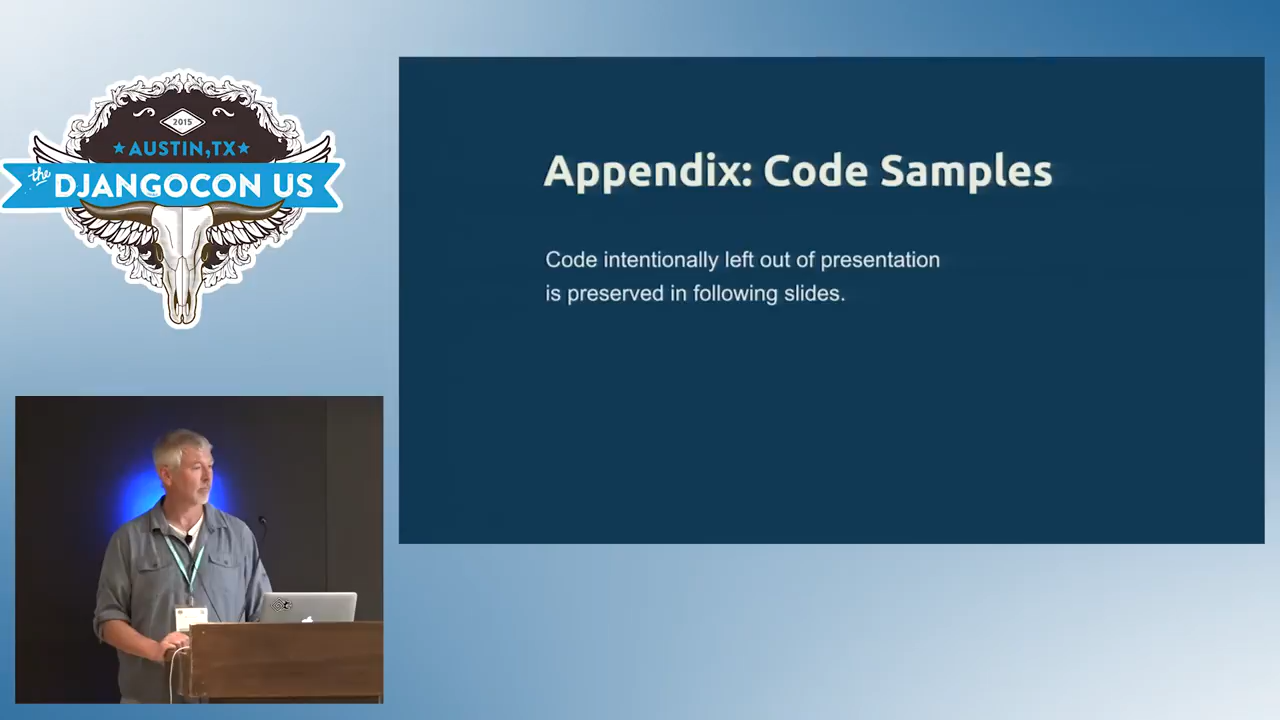 2015
AUSTIN, TX
the DJANGOCON US
Appendix: Code Samples
Code intentionally left out of presentation
is preserved in following slides.